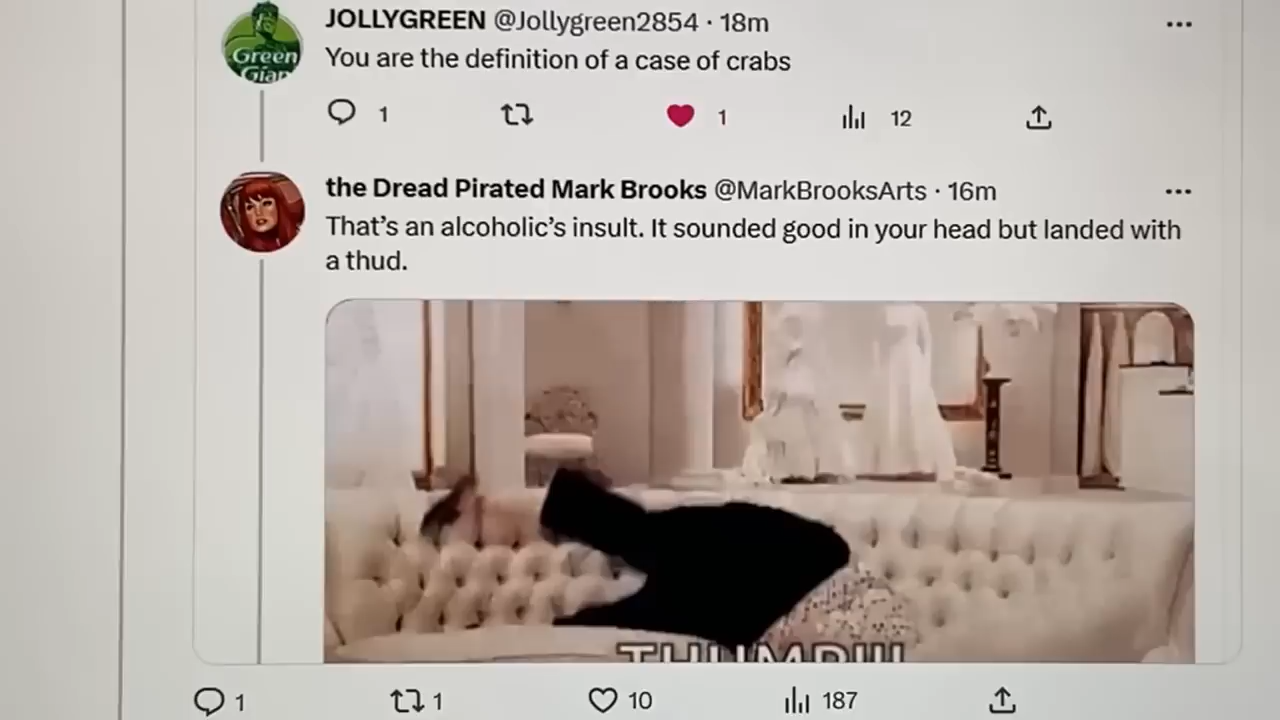 JOLLYGREEN @Jollygreen2854 · 18m
Green
Giant
You are the definition of a case of crabs
1 1 12
the Dread Pirated Mark Brooks @MarkBrooksArts · 16m
That’s an alcoholic’s insult. It sounded good in your head but landed with
a thud.
THUMP!!!
1 1 10 187